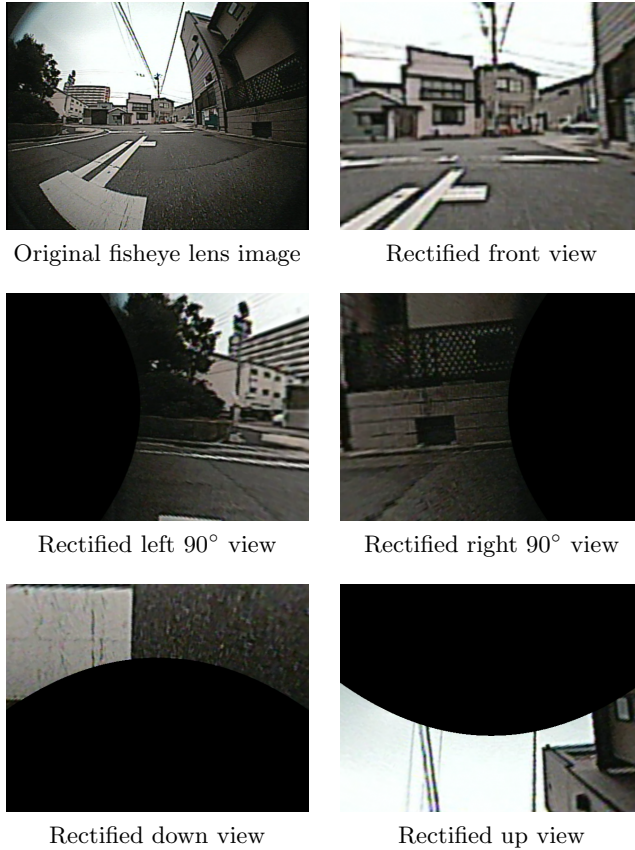 Original fisheye lens image
Rectified front view
Rectified left 90° view
Rectified right 90° view
Rectified down view
Rectified up view